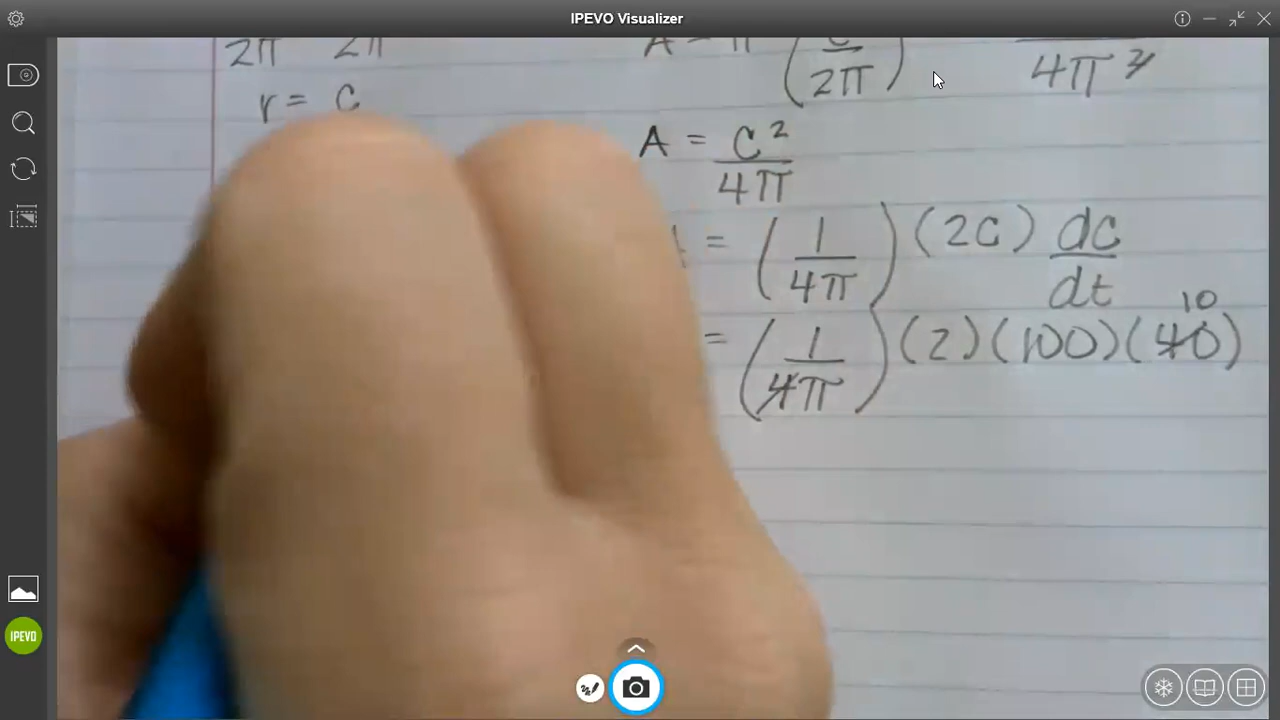 IPEVO Visualizer
2π 2π
r = C
A = π (C/2π) 4π²
A = C²/4π
= (1/4π)(2C) dC/dt
10
= (1/4π)(2)(100)(40)
IPEVO